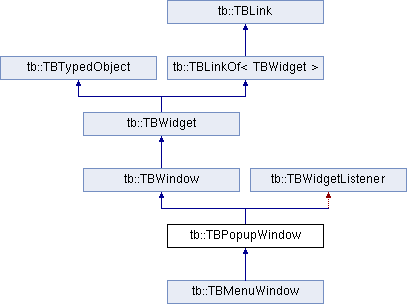 tb::TBLink
tb::TBTypedObject
tb::TBLinkOf< TBWidget >
tb::TBWidget
tb::TBWindow
tb::TBWidgetListener
tb::TBPopupWindow
tb::TBMenuWindow